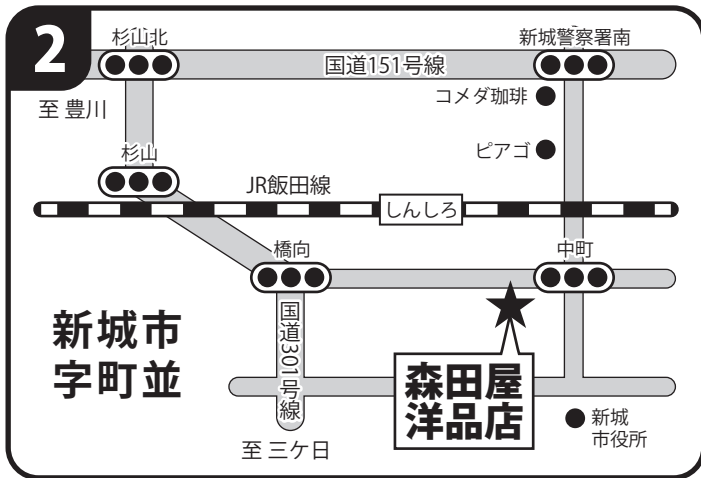 2
杉山北
国道151号線
新城警察署南
至 豊川
コメダ珈琲
杉山
ピアゴ
JR飯田線
しんしろ
橋向
中町
新城市
字町並
国道301号線
森田屋
洋品店
新城
市役所
至 三ケ日